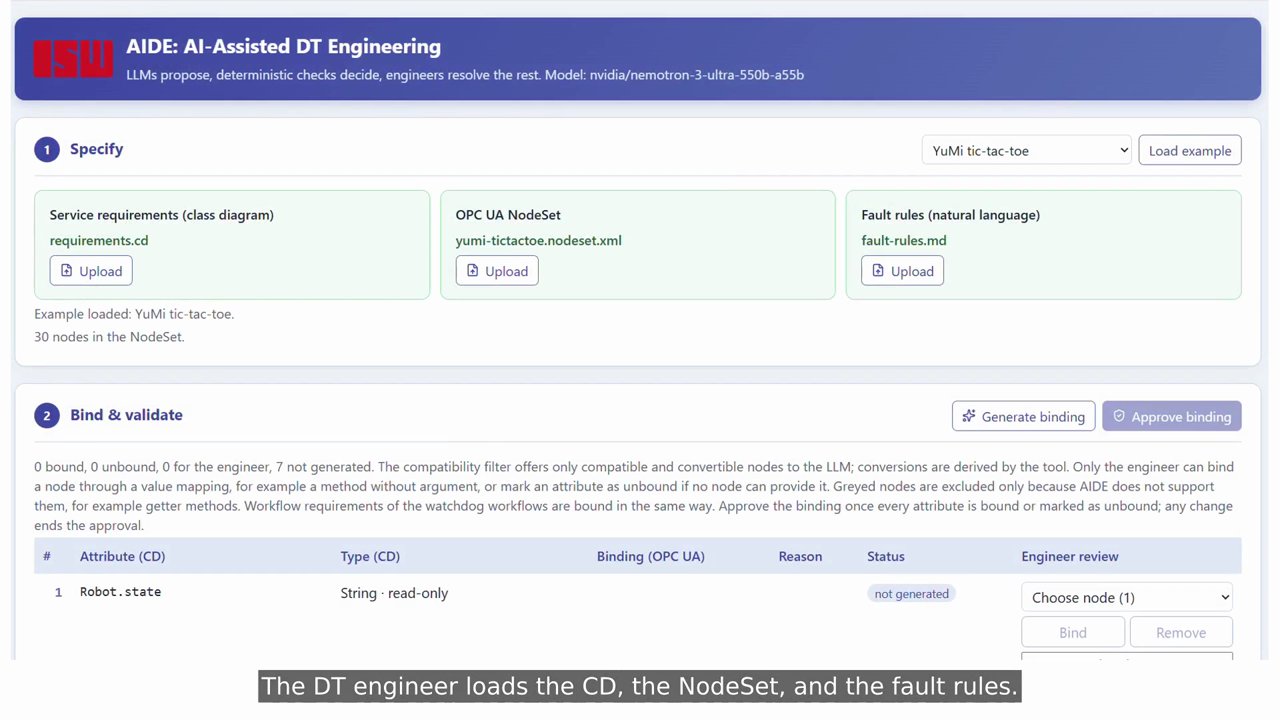 ISW
AIDE: AI-Assisted DT Engineering
LLMs propose, deterministic checks decide, engineers resolve the rest. Model: nvidia/nemotron-3-ultra-550b-a55b
1 Specify
YuMi tic-tac-toe
Load example
Service requirements (class diagram)
requirements.cd
Upload
OPC UA NodeSet
yumi-tictactoe.nodeset.xml
Upload
Fault rules (natural language)
fault-rules.md
Upload
Example loaded: YuMi tic-tac-toe.
30 nodes in the NodeSet.
2 Bind & validate
Generate binding
Approve binding
0 bound, 0 unbound, 0 for the engineer, 7 not generated. The compatibility filter offers only compatible and convertible nodes to the LLM; conversions are derived by the tool. Only the engineer can bind
a node through a value mapping, for example a method without argument, or mark an attribute as unbound if no node can provide it. Greyed nodes are excluded only because AIDE does not support
them, for example getter methods. Workflow requirements of the watchdog workflows are bound in the same way. Approve the binding once every attribute is bound or marked as unbound; any change
ends the approval.
# Attribute (CD) Type (CD) Binding (OPC UA) Reason Status Engineer review
1 Robot.state String · read-only not generated Choose node (1)
Bind Remove
The DT engineer loads the CD, the NodeSet, and the fault rules.